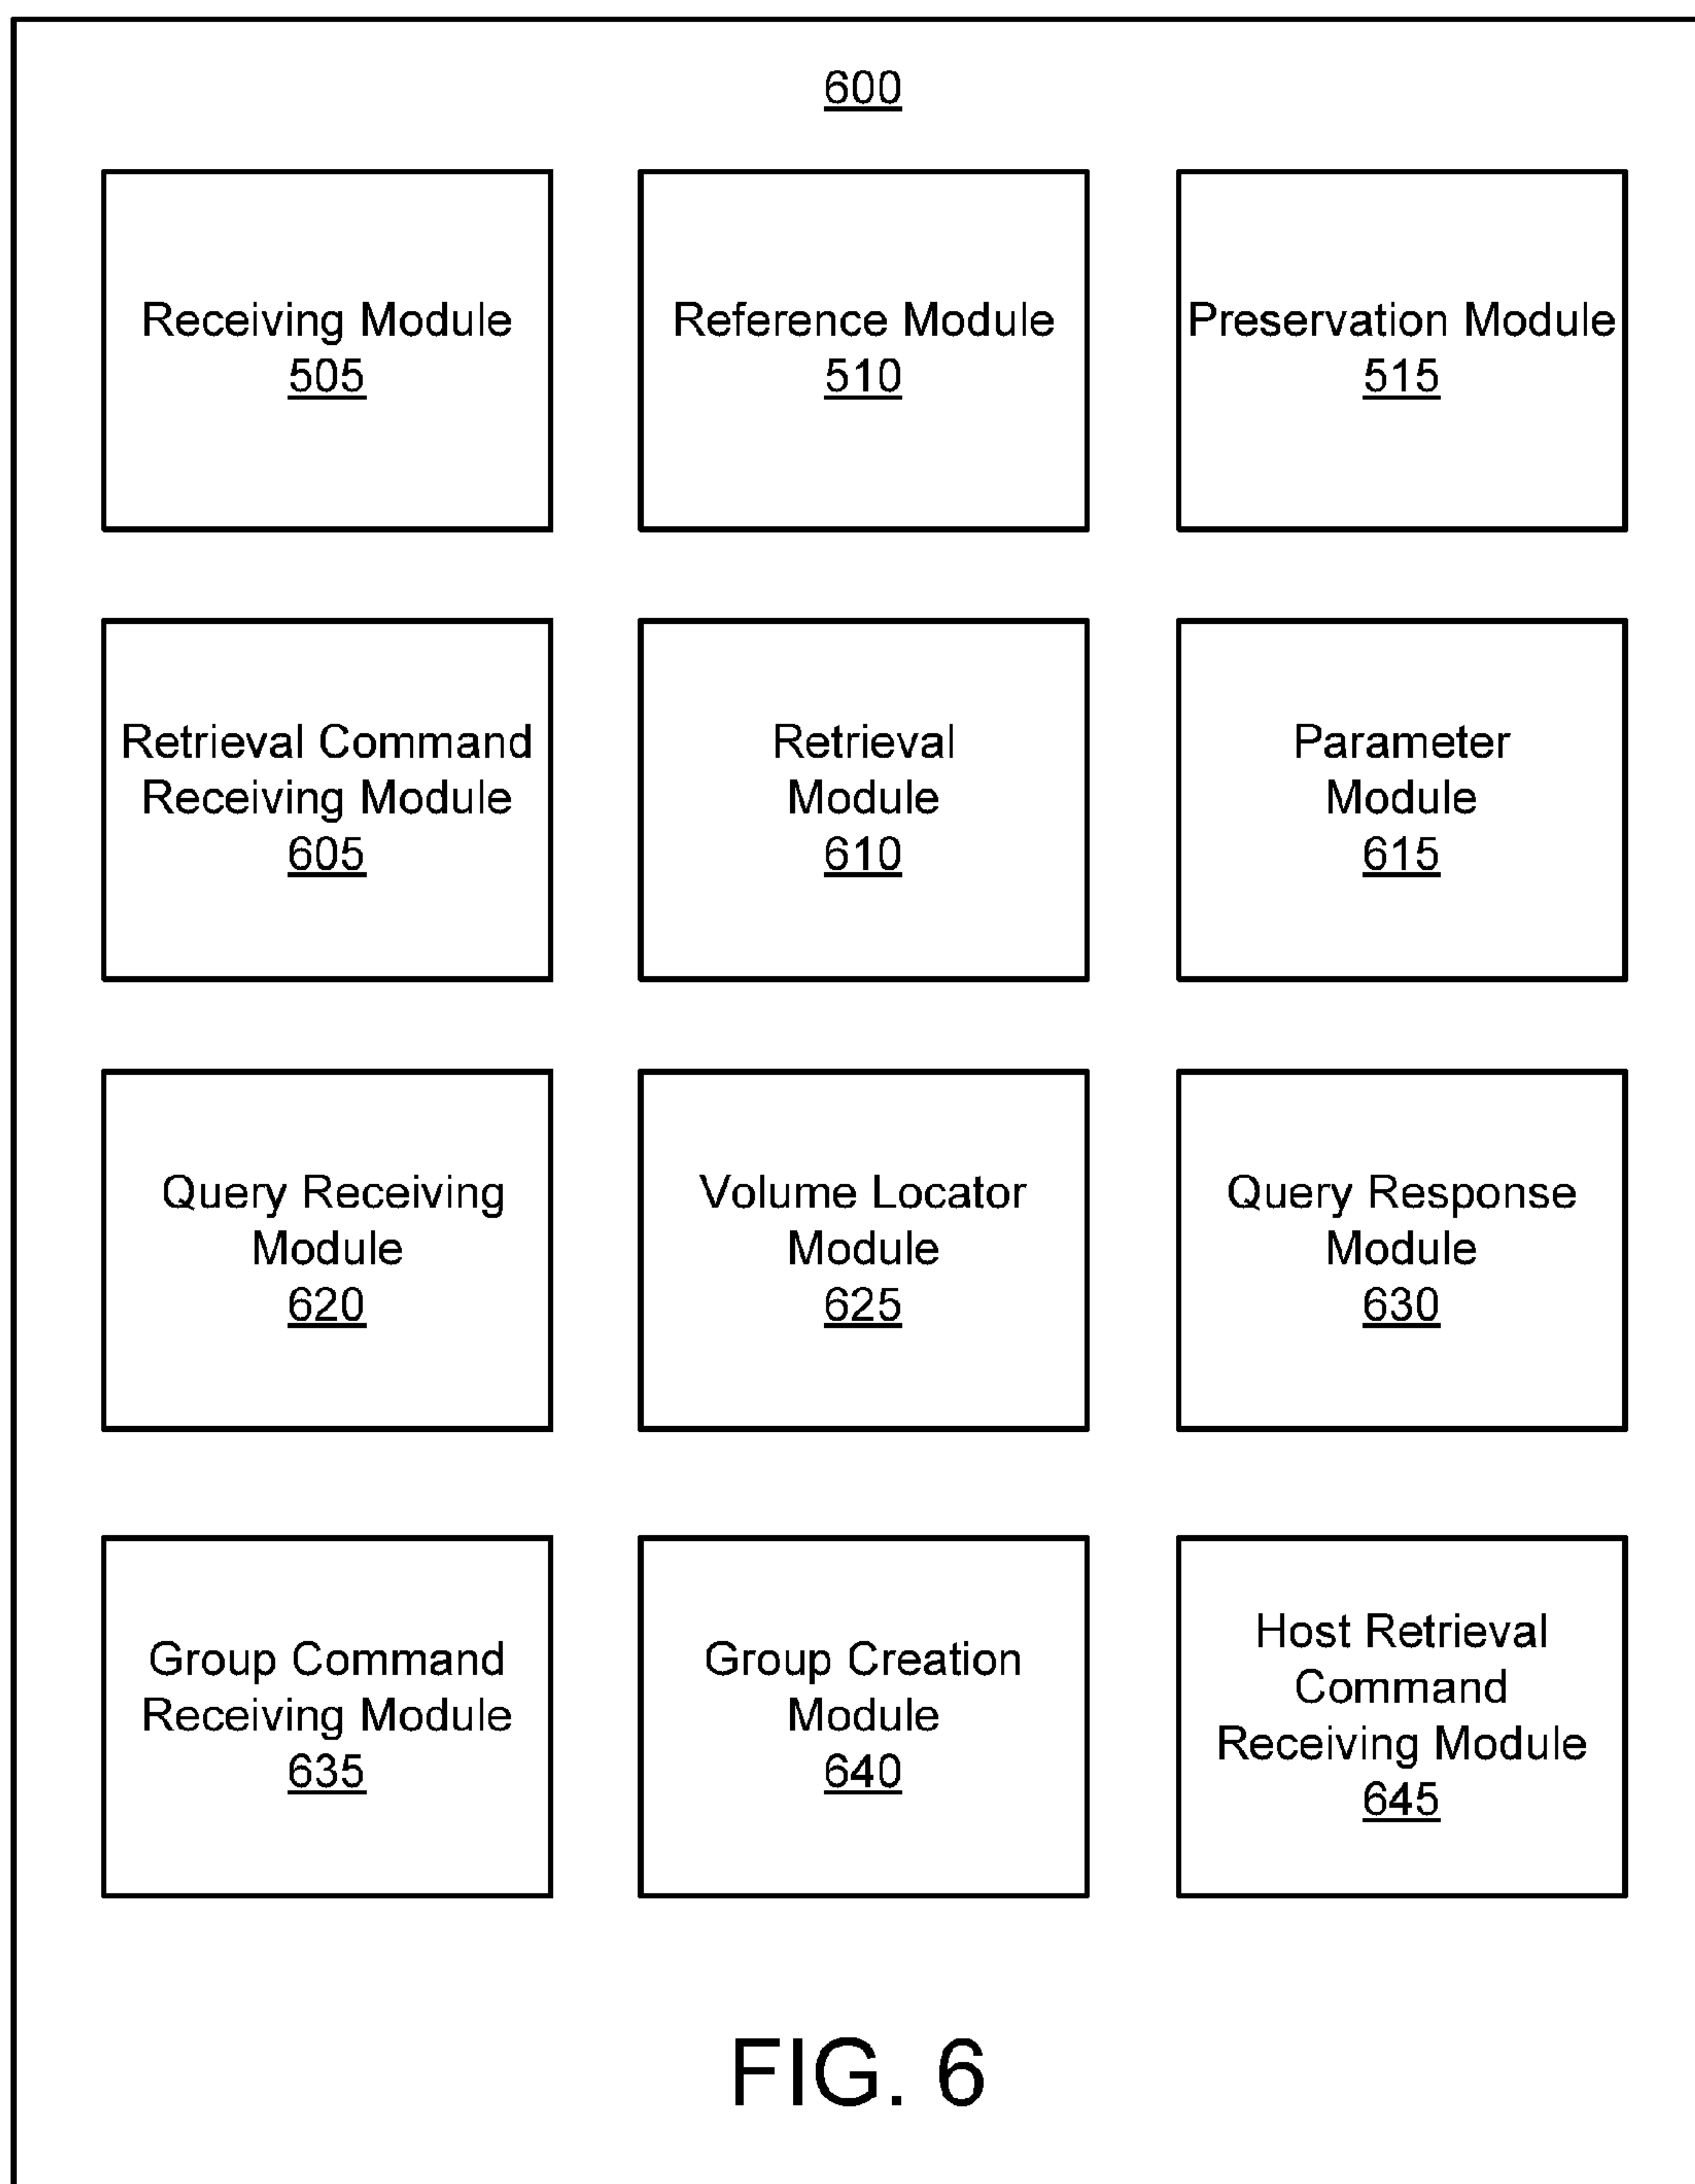 600
Receiving Module
505
Reference Module
510
Preservation Module
515
Retrieval Command
Receiving Module
605
Retrieval
Module
610
Parameter
Module
615
Query Receiving
Module
620
Volume Locator
Module
625
Query Response
Module
630
Group Command
Receiving Module
635
Group Creation
Module
640
Host Retrieval
Command
Receiving Module
645
FIG. 6